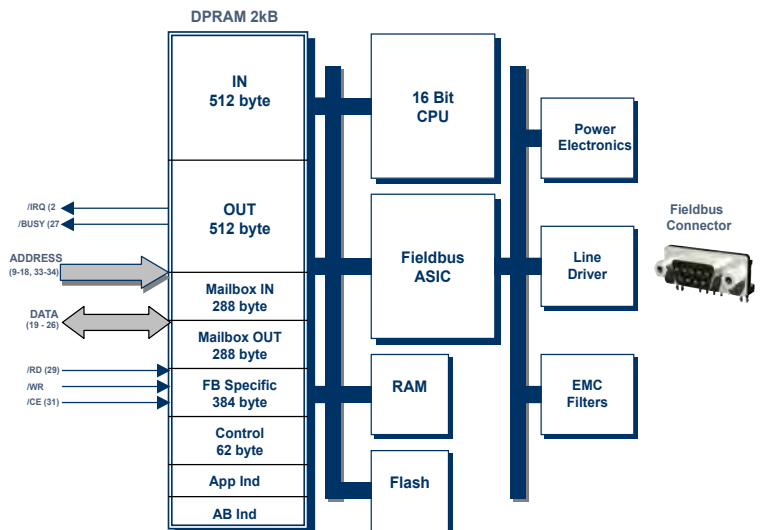 DPRAM 2kB
IN
512 byte
OUT
512 byte
Mailbox IN
288 byte
Mailbox OUT
288 byte
FB Specific
384 byte
Control
62 byte
App Ind
AB Ind
/IRQ (2
/BUSY (27
ADDRESS
(9-18, 33-34)
DATA
(19 - 26)
/RD (29)
/WR
/CE (31)
16 Bit
CPU
Fieldbus
ASIC
RAM
Flash
Power
Electronics
Line
Driver
EMC
Filters
Fieldbus
Connector